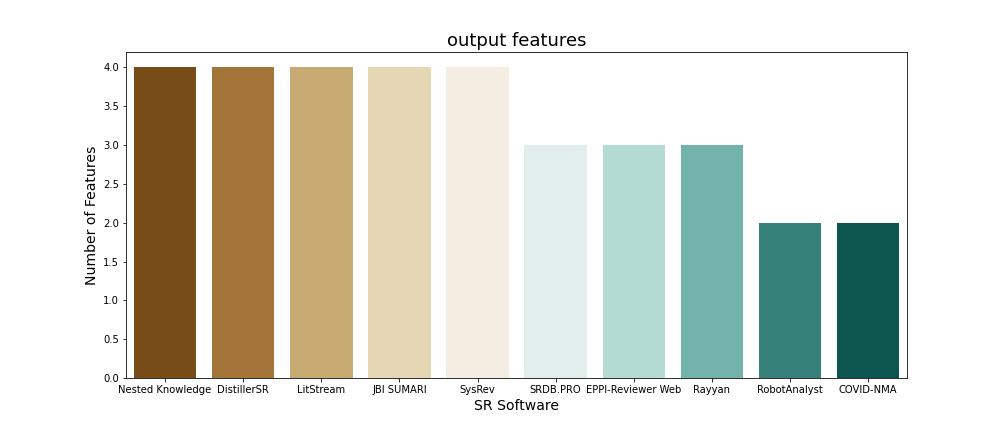 output features
Number of Features
4.0
3.5
3.0
2.5
2.0
1.5
1.0
0.5
0.0
Nested Knowledge DistillerSR LitStream JBI SUMARI SysRev SRDB.PRO EPPI-Reviewer Web Rayyan RobotAnalyst COVID-NMA
SR Software